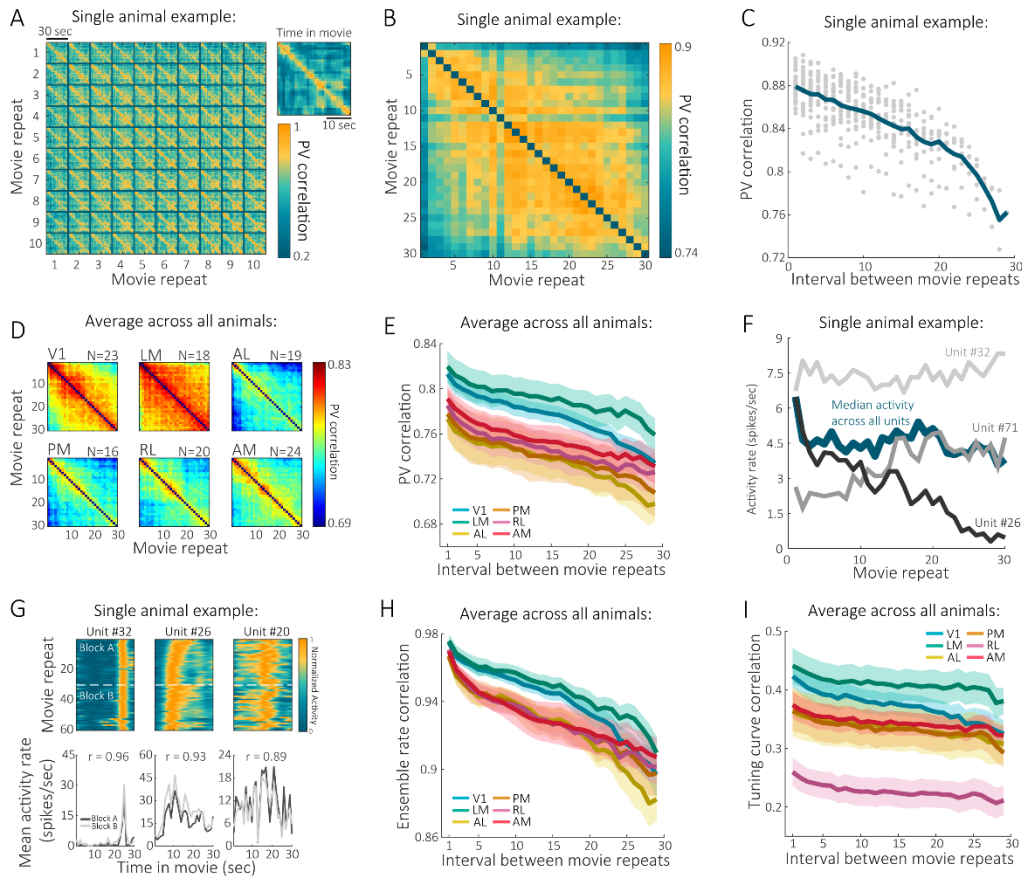 A
Single animal example:
30 sec
Time in movie
1
2
3
4
5
6
7
8
9
10
Movie repeat
1 2 3 4 5 6 7 8 9 10
Movie repeat
10 sec
1
PV correlation
0.2
B
Single animal example:
5
10
15
20
25
30
Movie repeat
5 10 15 20 25 30
Movie repeat
0.9
PV correlation
0.74
C
Single animal example:
0.92
0.88
0.84
0.8
0.76
0.72
PV correlation
0 10 20 30
Interval between movie repeats
D
Average across all animals:
V1 N=23 LM N=18 AL N=19
10
20
30
PM N=16 RL N=20 AM N=24
10
20
30
Movie repeat
10 20 30 10 20 30 10 20 30
Movie repeat
0.83
PV correlation
0.69
E
Average across all animals:
0.84
0.8
0.76
0.72
0.68
PV correlation
V1 PM
LM RL
AL AM
1 5 10 15 20 25 30
Interval between movie repeats
F
Single animal example:
9
7.5
6
4.5
3
1.5
0
Activity rate (spikes/sec)
Unit #32
Median activity
across all units
Unit #71
Unit #26
0 10 20 30
Movie repeat
G
Single animal example:
Unit #32 Unit #26 Unit #20
Block A
Block B
20
40
60
Movie repeat
1
Normalized Activity
0
r = 0.96 r = 0.93 r = 0.89
45
30
15
0
60
45
30
15
0
24
18
12
6
0
Mean activity rate
(spikes/sec)
Block A
Block B
10 20 30 10 20 30 10 20 30
Time in movie (sec)
H
Average across all animals:
0.98
0.94
0.9
0.86
Ensemble rate correlation
V1 PM
LM RL
AL AM
1 5 10 15 20 25 30
Interval between movie repeats
I
Average across all animals:
V1 PM
LM RL
AL AM
0.5
0.4
0.3
0.2
Tuning curve correlation
1 5 10 15 20 25 30
Interval between movie repeats